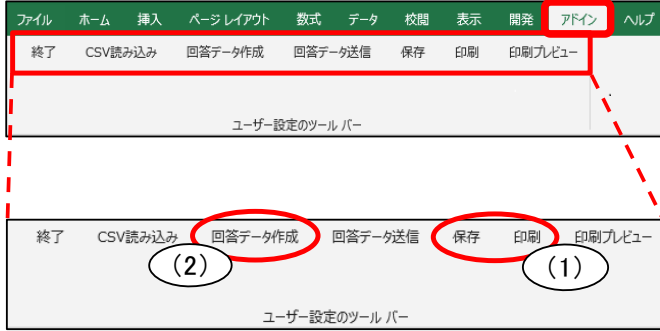 ファイル ホーム 挿入 ページ レイアウト 数式 データ 校閲 表示 開発 アドイン ヘルプ
終了 CSV読み込み 回答データ作成 回答データ送信 保存 印刷 印刷プレビュー
ユーザー設定のツール バー
終了 CSV読み込み 回答データ作成 回答データ送信 保存 印刷 印刷プレビュー
(2) (1)
ユーザー設定のツール バー